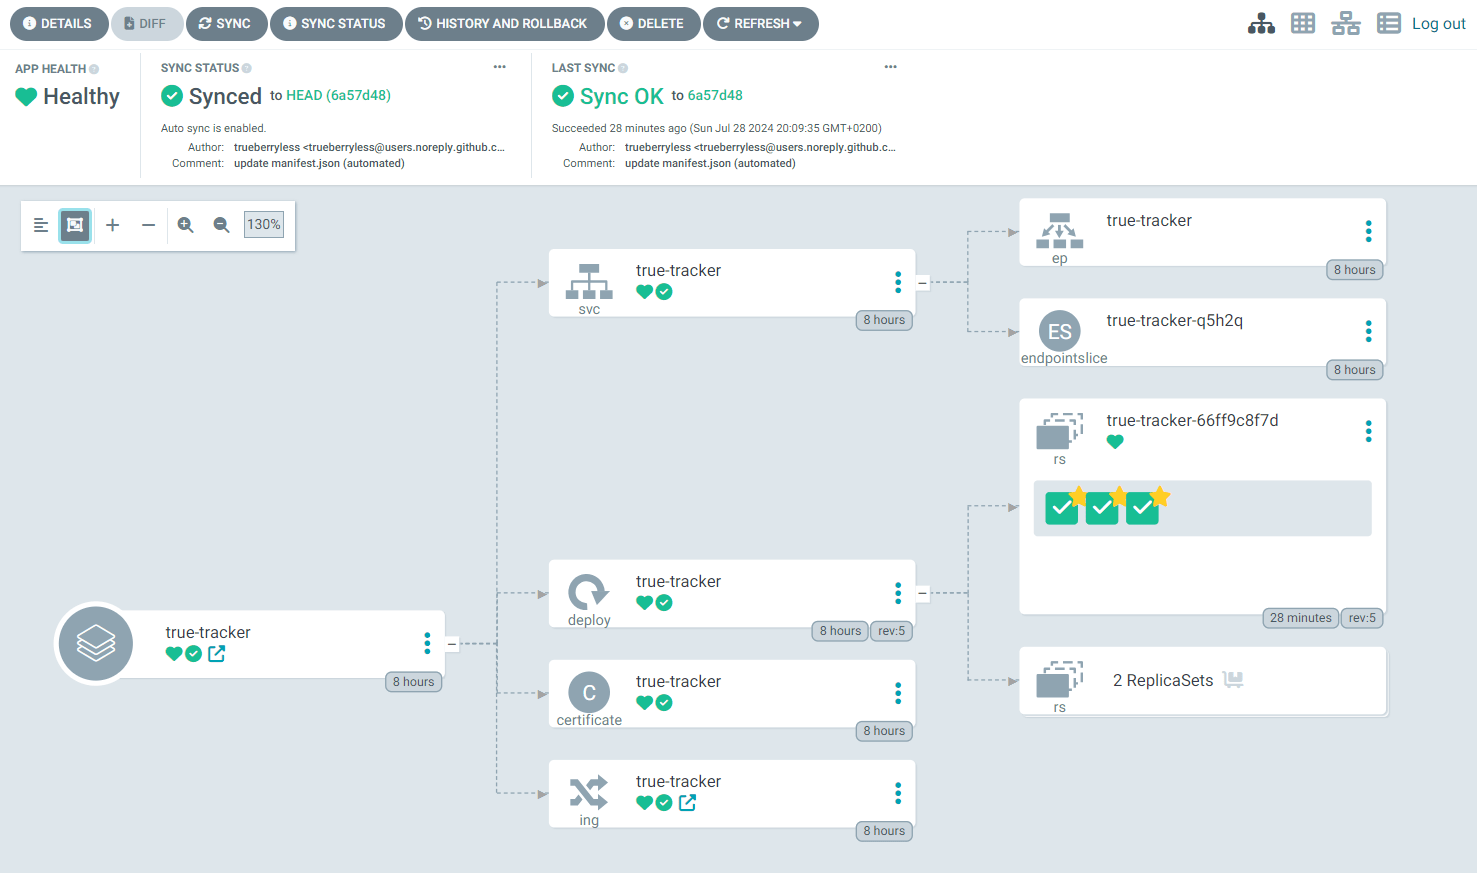 DETAILS
DIFF
SYNC
SYNC STATUS
HISTORY AND ROLLBACK
DELETE
REFRESH
Log out
APP HEALTH
Healthy
SYNC STATUS
Synced to HEAD (6a57d48)
Auto sync is enabled.
Author: trueberryless <trueberryless@users.noreply.github.c...
Comment: update manifest.json (automated)
LAST SYNC
Sync OK to 6a57d48
Succeeded 28 minutes ago (Sun Jul 28 2024 20:09:35 GMT+0200)
Author: trueberryless <trueberryless@users.noreply.github.c...
Comment: update manifest.json (automated)
130%
true-tracker
8 hours
svc
true-tracker
8 hours
deploy
true-tracker
8 hours
rev:5
C
certificate
true-tracker
8 hours
ing
true-tracker
8 hours
ep
true-tracker
8 hours
ES
endpointslice
true-tracker-q5h2q
8 hours
rs
true-tracker-66ff9c8f7d
28 minutes
rev:5
rs
2 ReplicaSets